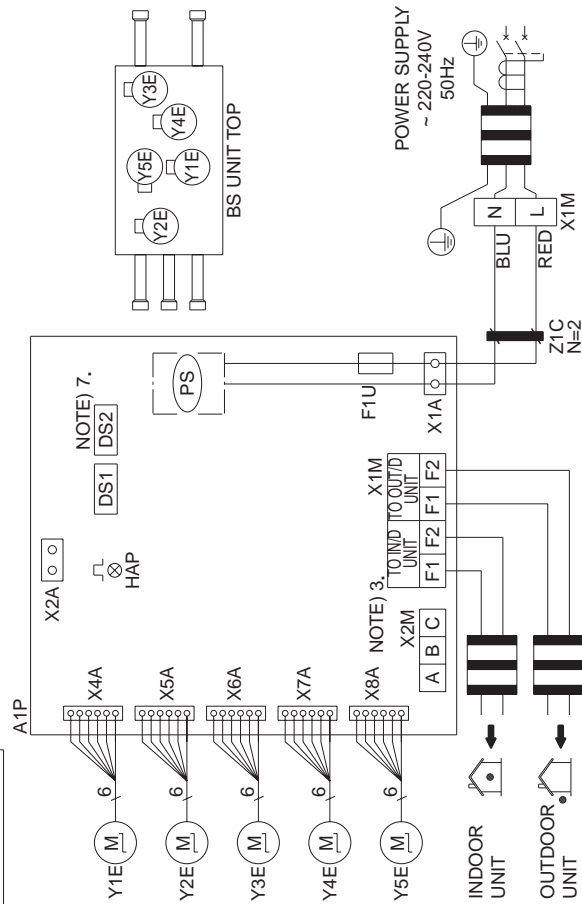 A1P
X2A
HAP
DS1
DS2
NOTE) 7.
PS
F1U
X1A
X4A
X5A
X6A
X7A
X8A
6
6
6
6
6
M
M
M
M
M
Y1E
Y2E
Y3E
Y4E
Y5E
NOTE) 3.
X2M
A B C
X1M
TO IN/D UNIT
TO OUT/D UNIT
F1 F2 F1 F2
INDOOR
UNIT
OUTDOOR
UNIT
Y2E
Y5E
Y1E
Y4E
Y3E
BS UNIT TOP
POWER SUPPLY
~ 220-240V
50Hz
N
L
X1M
BLU
RED
Z1C
N=2